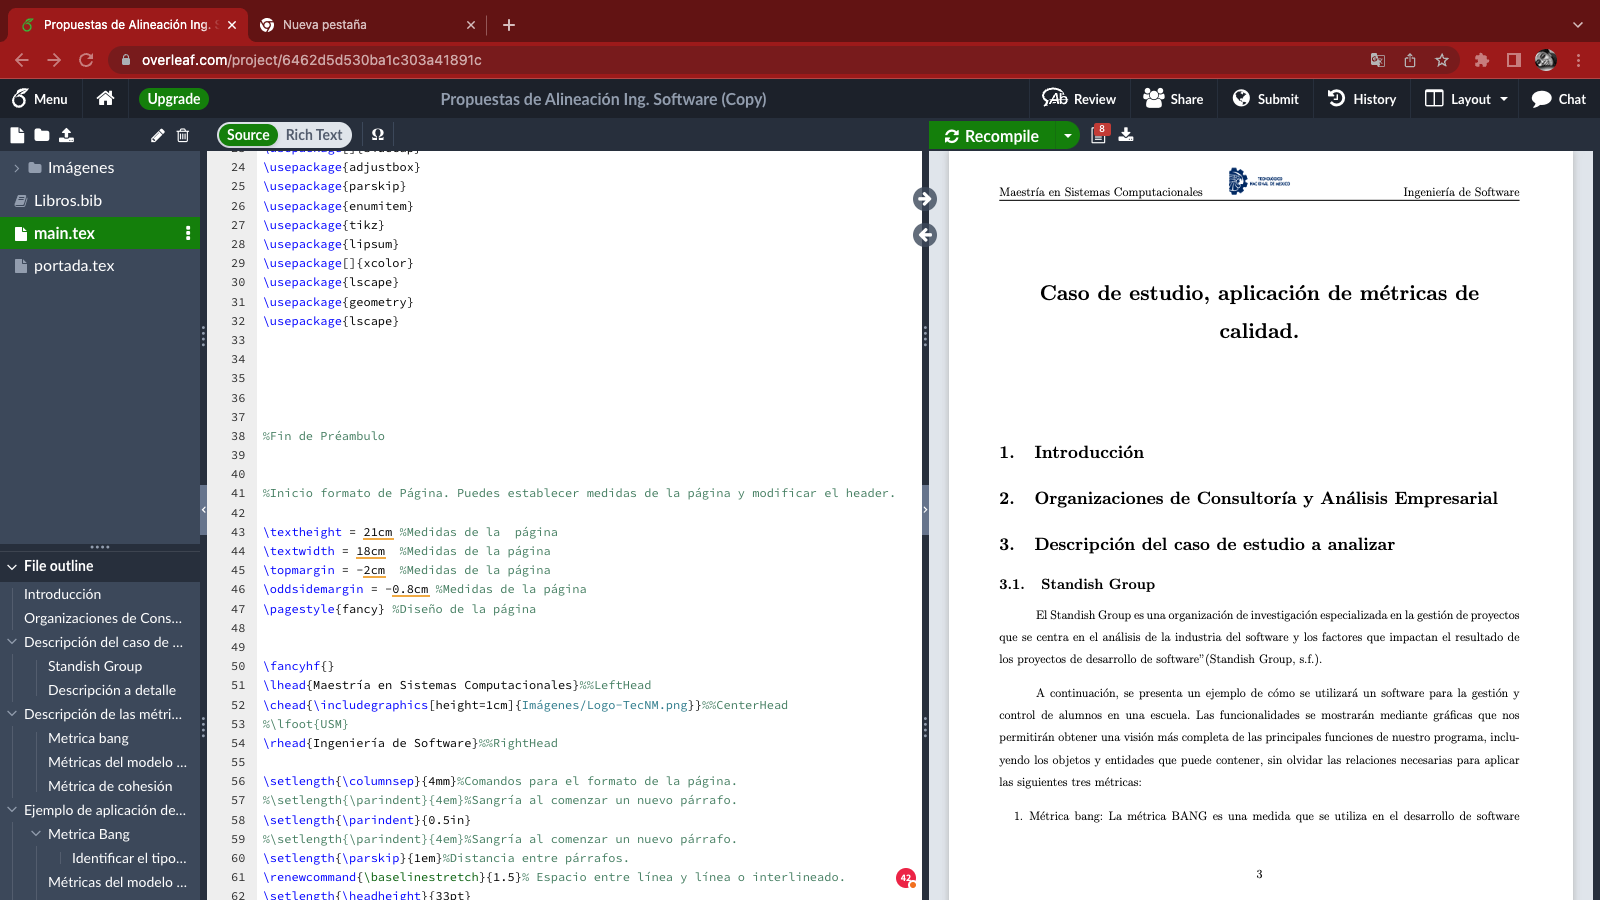 Propuestas de Alineación Ing. S
Nueva pestaña
overleaf.com/project/6462d5d530ba1c303a41891c
Menu
Upgrade
Propuestas de Alineación Ing. Software (Copy)
Review
Share
Submit
History
Layout
Chat
Source
Rich Text
Ω
Recompile
8
Imágenes
Libros.bib
main.tex
portada.tex
File outline
Introducción
Organizaciones de Cons...
Descripción del caso de ...
Standish Group
Descripción a detalle
Descripción de las métri...
Metrica bang
Métricas del modelo ...
Métrica de cohesión
Ejemplo de aplicación de...
Metrica Bang
Identificar el tipo...
Métricas del modelo ...
24 \usepackage{adjustbox}
25 \usepackage{parskip}
26 \usepackage{enumitem}
27 \usepackage{tikz}
28 \usepackage{lipsum}
29 \usepackage[]{xcolor}
30 \usepackage{lscape}
31 \usepackage{geometry}
32 \usepackage{lscape}
33
34
35
36
37
38 %Fin de Préambulo
39
40
41 %Inicio formato de Página. Puedes establecer medidas de la página y modificar el header.
42
43 \textheight = 21cm %Medidas de la  página
44 \textwidth = 18cm  %Medidas de la página
45 \topmargin = -2cm  %Medidas de la página
46 \oddsidemargin = -0.8cm %Medidas de la página
47 \pagestyle{fancy} %Diseño de la página
48
49
50 \fancyhf{}
51 \lhead{Maestría en Sistemas Computacionales}%%LeftHead
52 \chead{\includegraphics[height=1cm]{Imágenes/Logo-TecNM.png}}%%CenterHead
53 %\lfoot{USM}
54 \rhead{Ingeniería de Software}%%RightHead
55
56 \setlength{\columnsep}{4mm}%Comandos para el formato de la página.
57 %\setlength{\parindent}{4em}%Sangría al comenzar un nuevo párrafo.
58 \setlength{\parindent}{0.5in}
59 %\setlength{\parindent}{4em}%Sangría al comenzar un nuevo párrafo.
60 \setlength{\parskip}{1em}%Distancia entre párrafos.
61 \renewcommand{\baselinestretch}{1.5}% Espacio entre línea y línea o interlineado.
62 \setlength{\headheight}{33pt}
42
Maestría en Sistemas Computacionales
TECNOLÓGICO
NACIONAL DE MÉXICO
Ingeniería de Software
Caso de estudio, aplicación de métricas de
calidad.
1. Introducción
2. Organizaciones de Consultoría y Análisis Empresarial
3. Descripción del caso de estudio a analizar
3.1. Standish Group
El Standish Group es una organización de investigación especializada en la gestión de proyectos
que se centra en el análisis de la industria del software y los factores que impactan el resultado de
los proyectos de desarrollo de software”(Standish Group, s.f.).
A continuación, se presenta un ejemplo de cómo se utilizará un software para la gestión y
control de alumnos en una escuela. Las funcionalidades se mostrarán mediante gráficas que nos
permitirán obtener una visión más completa de las principales funciones de nuestro programa, inclu-
yendo los objetos y entidades que puede contener, sin olvidar las relaciones necesarias para aplicar
las siguientes tres métricas:
1. Métrica bang: La métrica BANG es una medida que se utiliza en el desarrollo de software
3